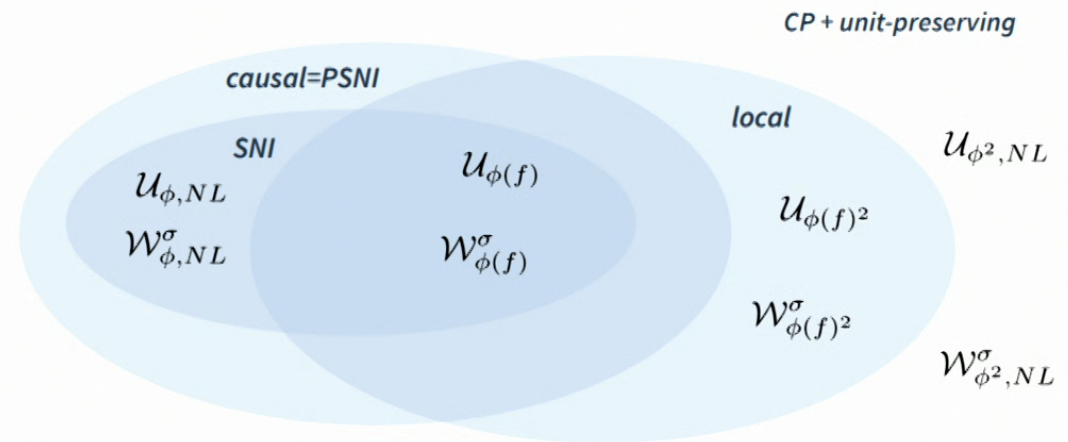 CP + unit-preserving
causal=PSNI
local
SNI
𝒰_{ϕ,NL}
𝒰_{ϕ(f)}
𝒰_{ϕ²,NL}
𝒰_{ϕ(f)²}
𝒲^σ_{ϕ,NL}
𝒲^σ_{ϕ(f)}
𝒲^σ_{ϕ(f)²}
𝒲^σ_{ϕ²,NL}